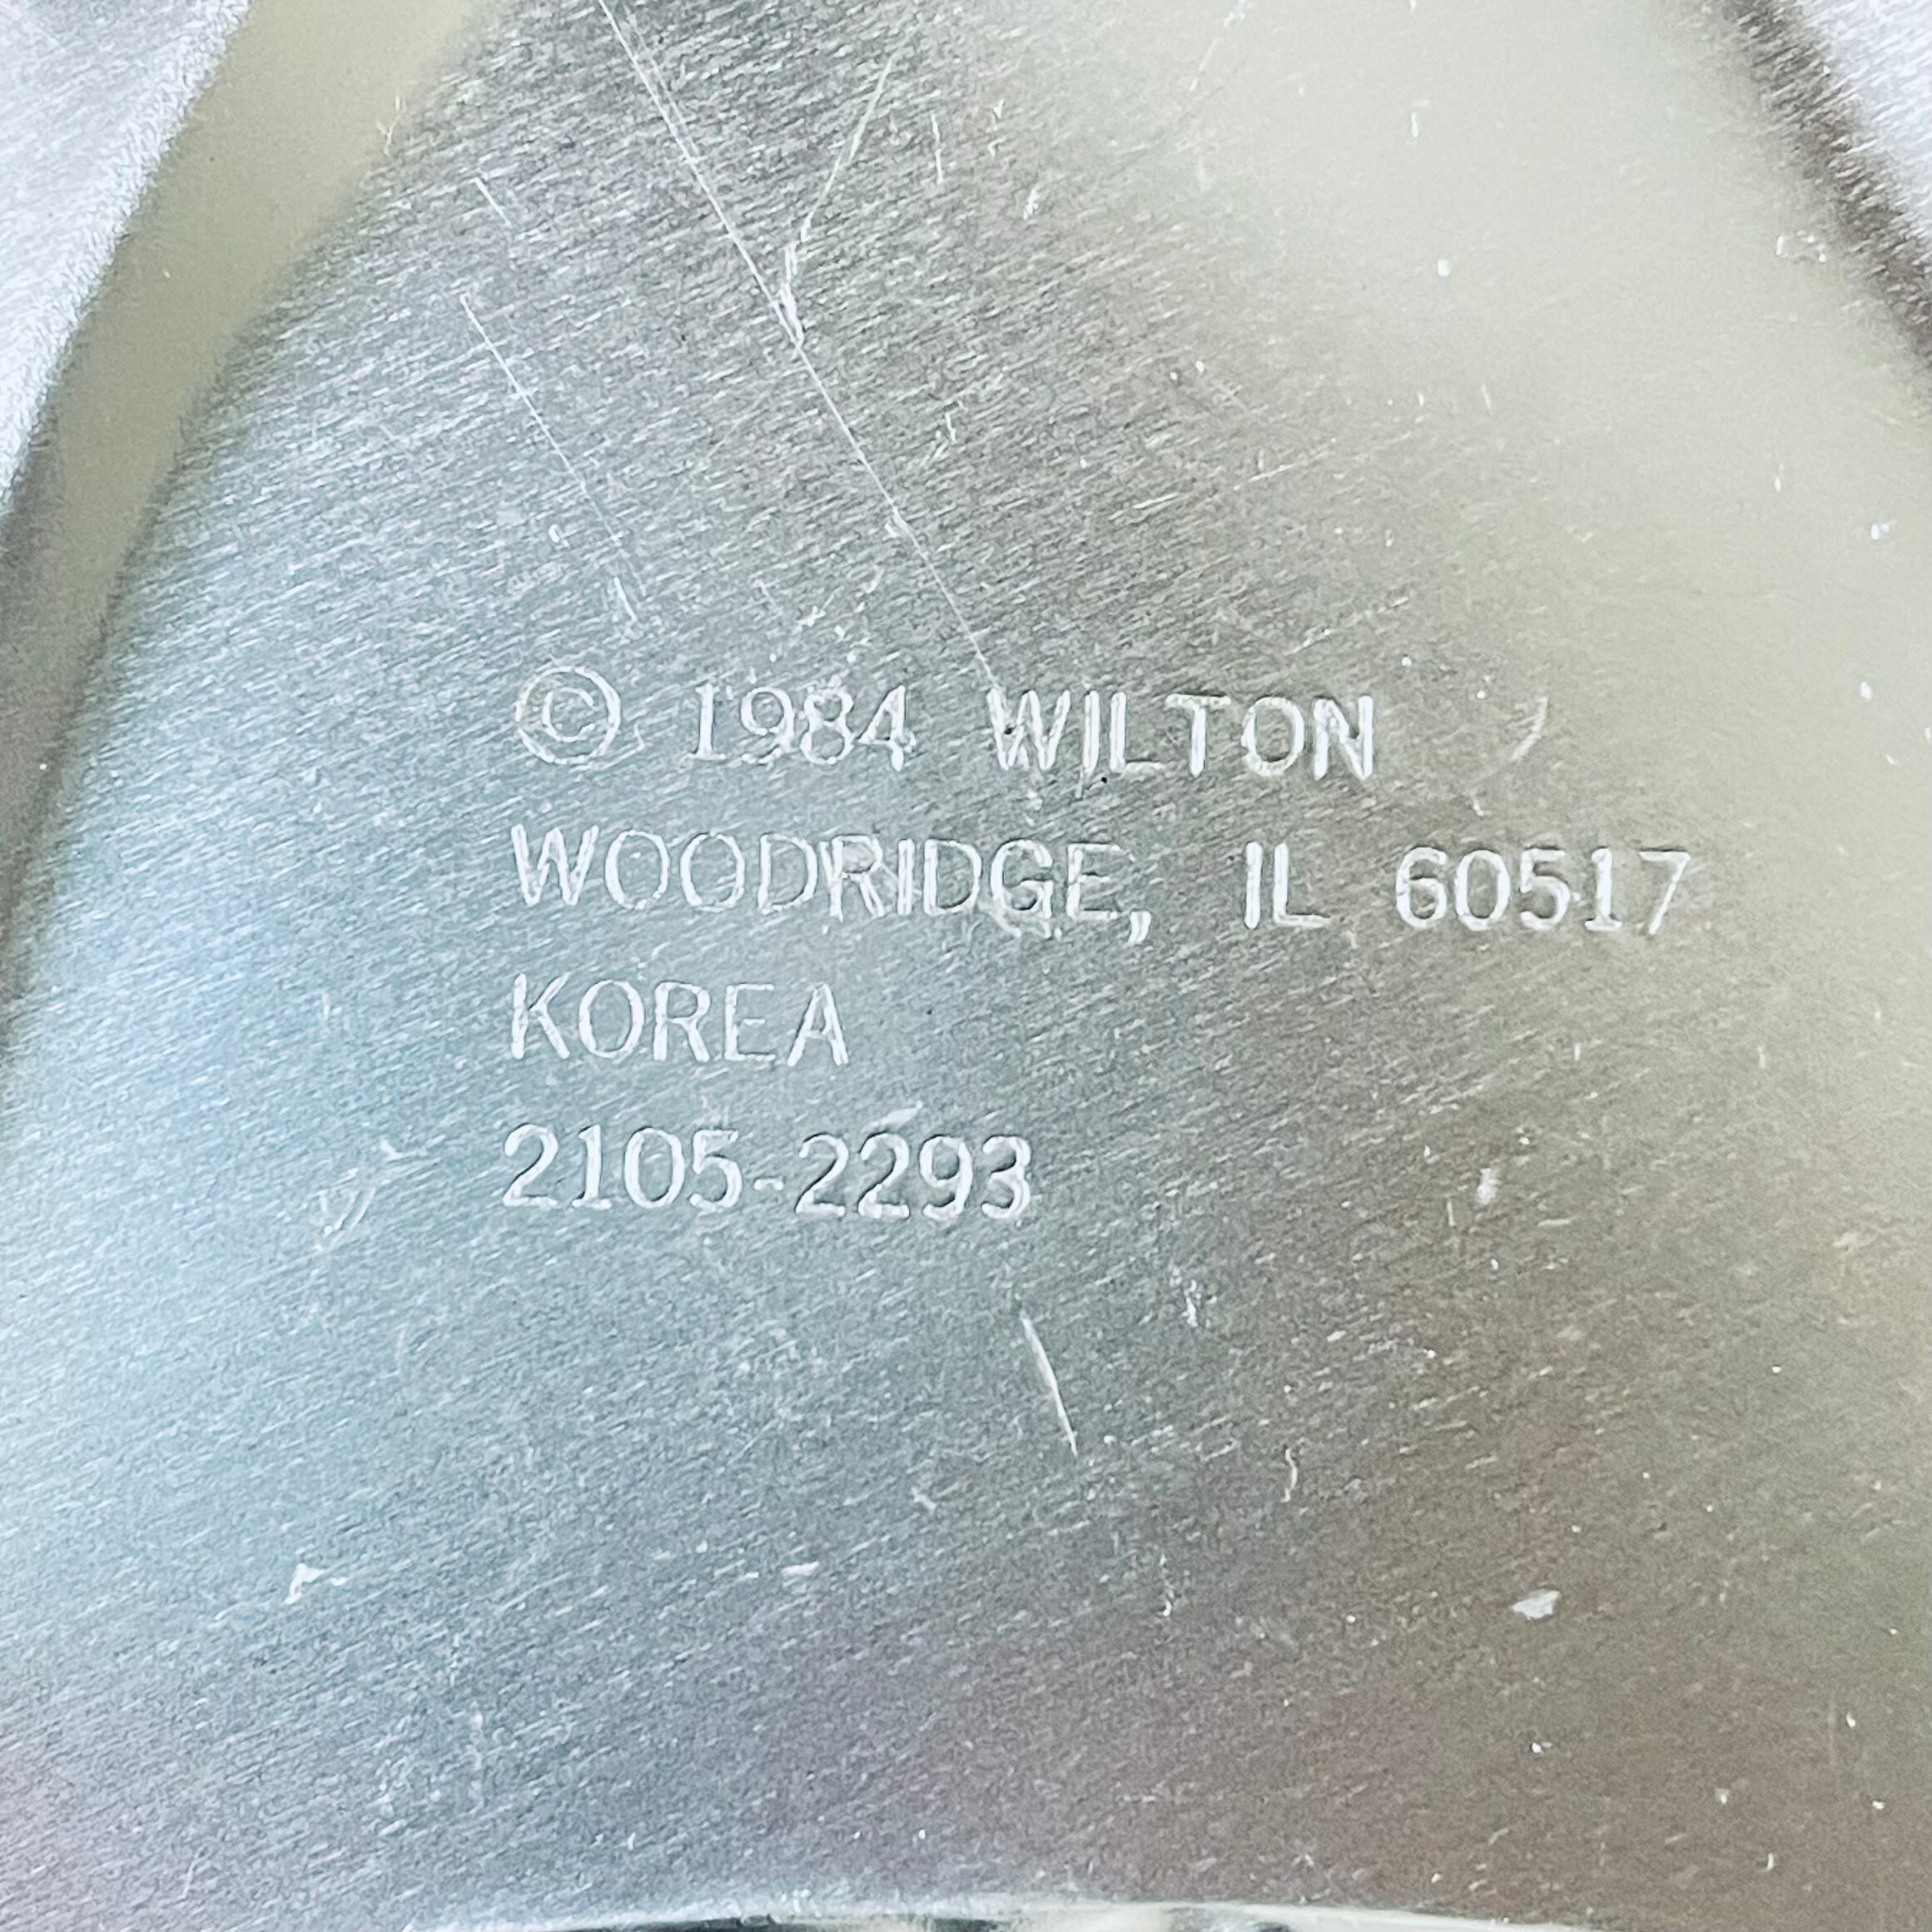 © 1984 WILTON
WOODRIDGE, IL 60517
KOREA
2105-2293